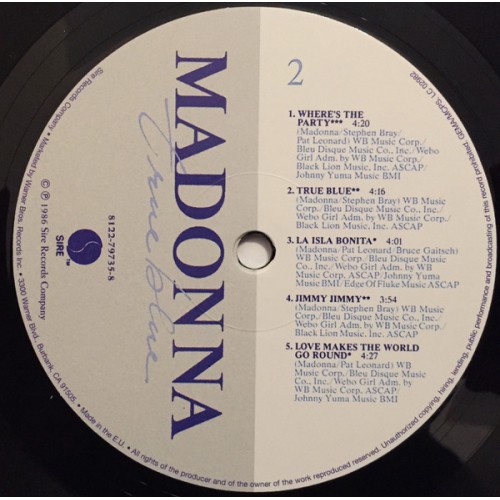 MADONNA
True Blue
2
1. WHERE'S THE
PARTY*** 4:20
(Madonna/Stephen Bray/
Pat Leonard) WB Music Corp./
Bleu Disque Music Co., Inc./Webo
Girl Adm. by WB Music Corp./
Black Lion Music, Inc. ASCAP/
Johnny Yuma Music BMI
2. TRUE BLUE** 4:16
(Madonna/Stephen Bray) WB Music
Corp./Bleu Disque Music Co., Inc./
Webo Girl Adm. by WB Music Corp./
Black Lion Music, Inc. ASCAP
3. LA ISLA BONITA* 4:01
(Madonna/Pat Leonard/Bruce Gaitsch)
WB Music Corp./Bleu Disque Music
Co., Inc./Webo Girl Adm. by
WB Music Corp. ASCAP/Johnny Yuma
Music BMI/Edge Of Fluke Music ASCAP
4. JIMMY JIMMY** 3:54
(Madonna/Stephen Bray) WB Music
Corp./Bleu Disque Music Co., Inc./
Webo Girl Adm. by WB Music Corp./
Black Lion Music, Inc. ASCAP
5. LOVE MAKES THE WORLD
GO ROUND* 4:27
(Madonna/Pat Leonard) WB
Music Corp./Bleu Disque Music
Co., Inc./Webo Girl Adm. by
WB Music Corp. ASCAP/
Johnny Yuma Music BMI
8122-79735-8
SIRE
© ℗ 1986 Sire Records Company
Sire Records Company • Marketed by Warner Bros. Records Inc. • 3300 Warner Blvd., Burbank, CA 91505. • Made in the E.U. • All rights of the producer and of the owner of the work reproduced reserved. Unauthorized copying, hiring, lending, public performance and broadcasting of this record prohibited. GEMA/MCPS. LC 02982